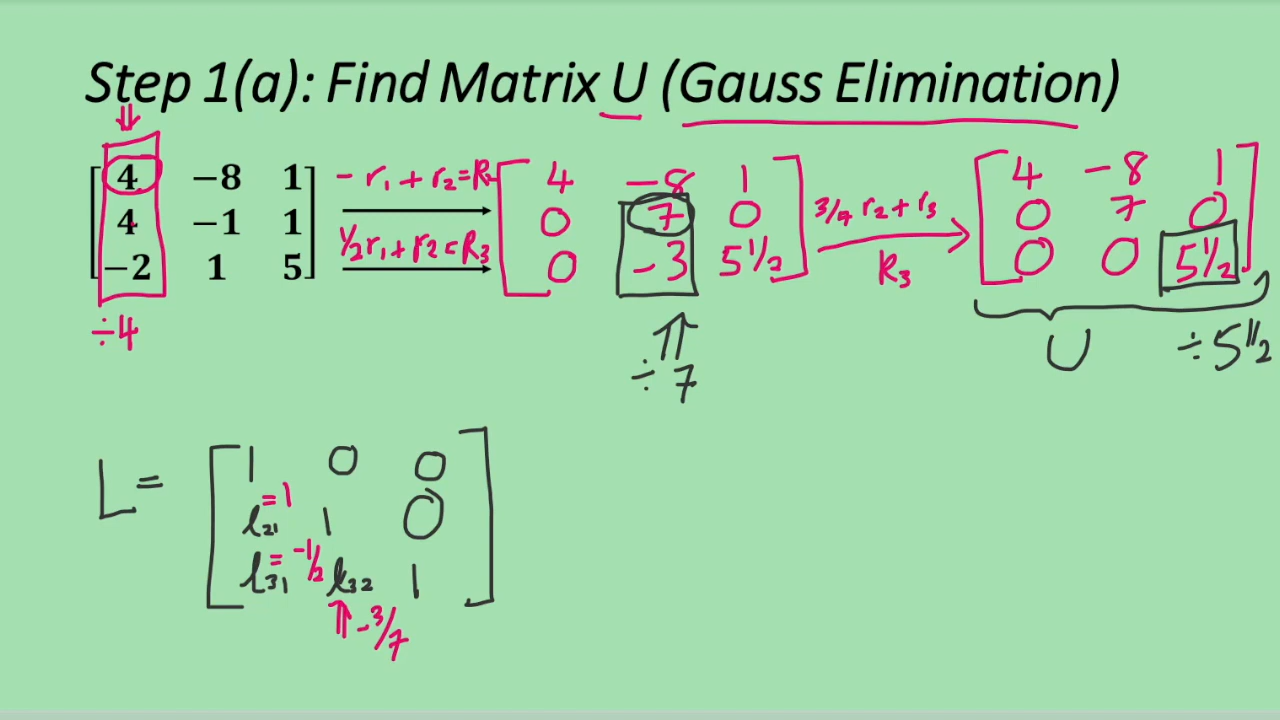 Step 1(a): Find Matrix U (Gauss Elimination)
4 -8 1
4 -1 1
-2 1 5
÷4
- r₁ + r₂ = R₂
1/2 r₁ + r2 = R₃
4 -8 1
0 7 0
0 -3 5 1/2
÷7
3/7 r₂ + r₃
R₃
4 -8 1
0 7 0
0 0 5 1/2
U
÷5 1/2
L =
1 0 0
l₂₁ = 1 1 0
l₃₁ = -1/2 l₃₂ 1
-3/7